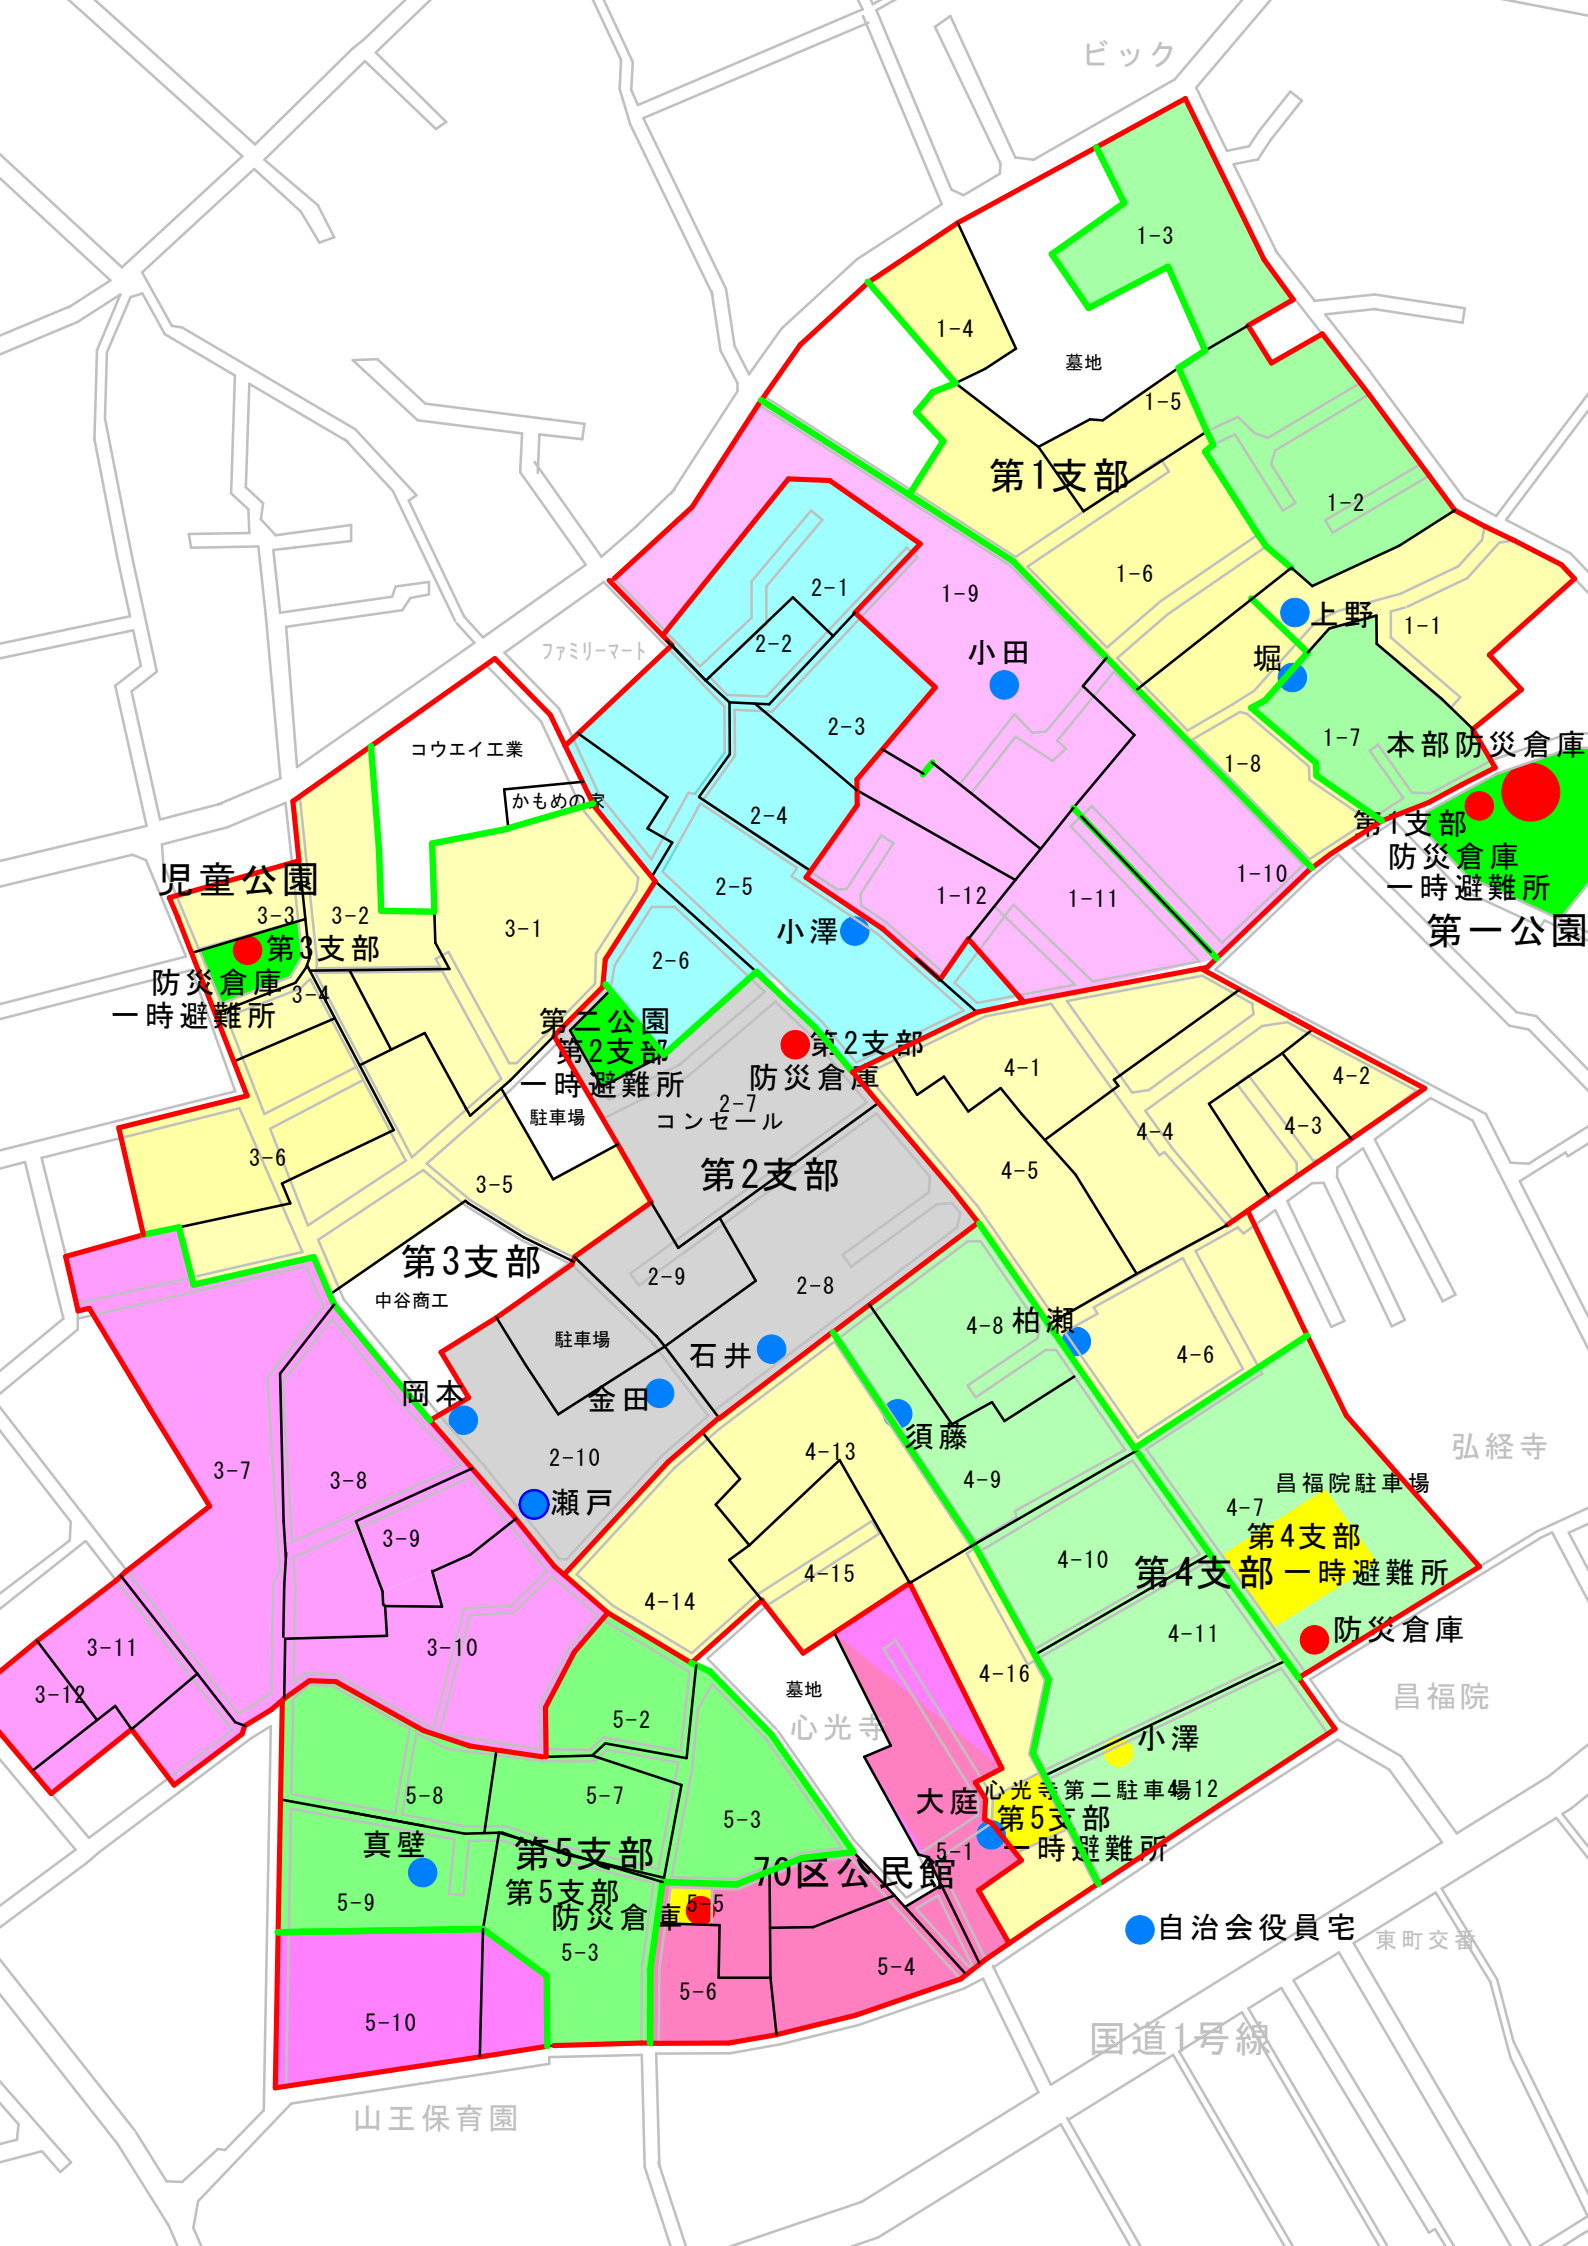 ビック
1-3
1-4
墓地
1-5
第1支部
1-2
1-6
2-1
1-9
上野
1-1
ファミリーマート
2-2
小田
堀
2-3
1-7
本部防災倉庫
コウエイ工業
1-8
かもめの家
2-4
第1支部
防災倉庫
一時避難所
児童公園
2-5
1-12
1-11
1-10
3-3
3-2
3-1
小澤
第一公園
第3支部
防災倉庫
一時避難所
3-4
2-6
第二公園
第2支部
一時避難所
第2支部
防災倉庫
4-1
4-2
2-7
コンセール
駐車場
4-4
4-3
3-6
3-5
第2支部
4-5
第3支部
2-9
2-8
中谷商工
駐車場
石井
4-8
柏瀬
4-6
岡本
金田
須藤
弘経寺
3-7
3-8
2-10
4-13
4-9
昌福院駐車場
4-7
瀬戸
3-9
第4支部
4-10
4-15
第4支部
一時避難所
4-14
3-10
4-11
防災倉庫
3-11
3-12
4-16
墓地
昌福院
5-2
心光寺
小澤
5-8
5-7
大庭
心光寺第二駐車場
4-12
5-3
第5支部
一時避難所
真壁
第5支部
5-1
70区公民館
第5支部
防災倉庫
5-5
5-9
自治会役員宅
東町交番
5-3
5-4
5-6
5-10
国道1号線
山王保育園